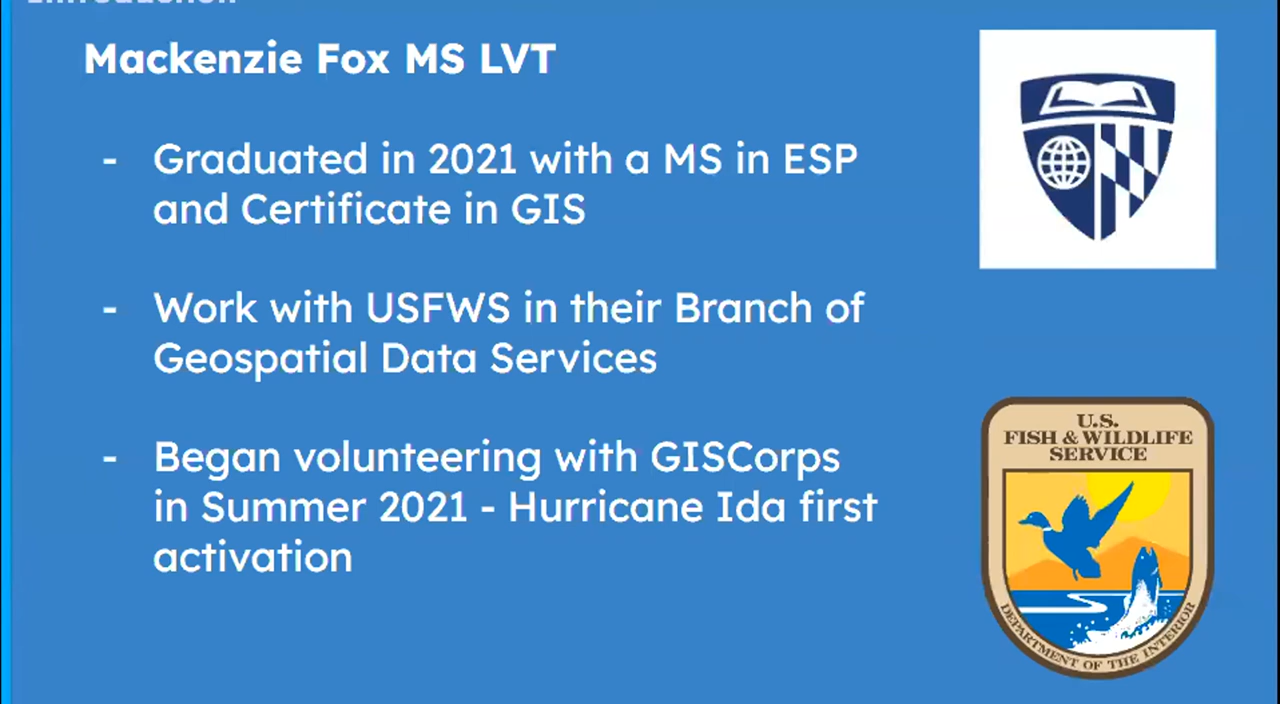 Mackenzie Fox MS LVT
- Graduated in 2021 with a MS in ESP
and Certificate in GIS
- Work with USFWS in their Branch of
Geospatial Data Services
- Began volunteering with GISCorps
in Summer 2021 - Hurricane Ida first
activation
U.S.
FISH & WILDLIFE
SERVICE
DEPARTMENT OF THE INTERIOR